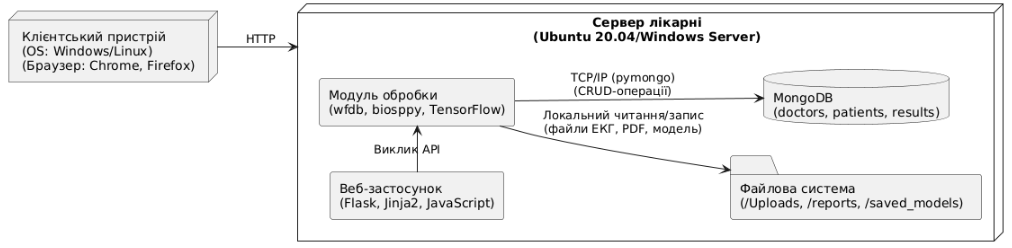 Клієнтський пристрій
(OS: Windows/Linux)
(Браузер: Chrome, Firefox)
HTTP
Сервер лікарні
(Ubuntu 20.04/Windows Server)
Модуль обробки
(wfdb, biosppy, TensorFlow)
TCP/IP (pymongo)
(CRUD-операції)
MongoDB
(doctors, patients, results)
Локальний читання/запис
(файли ЕКГ, PDF, модель)
Виклик API
Веб-застосунок
(Flask, Jinja2, JavaScript)
Файлова система
(/Uploads, /reports, /saved_models)